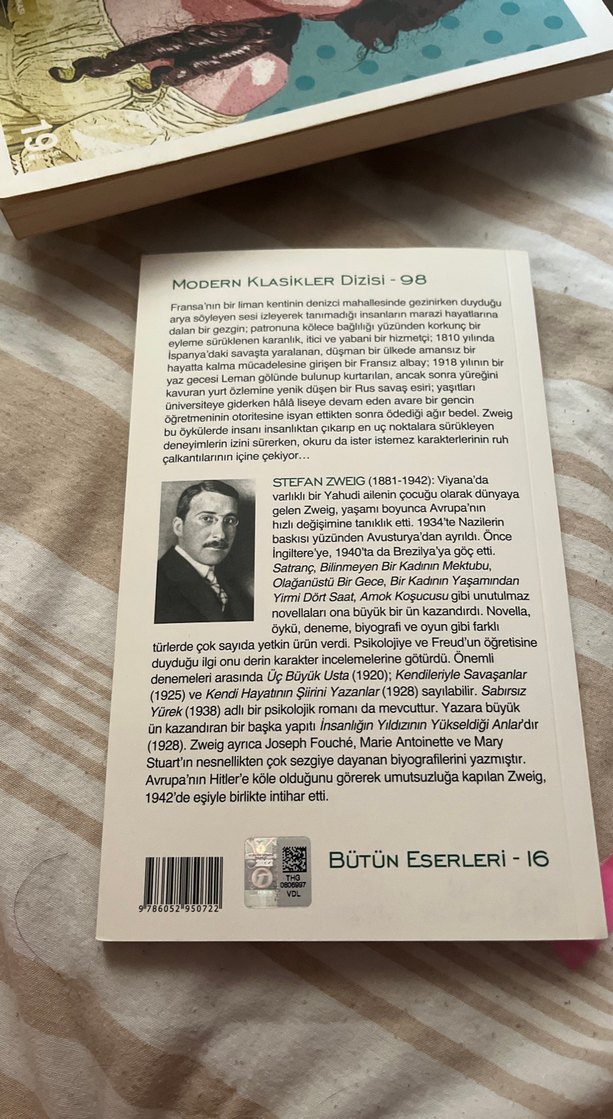 19
MODERN KLASİKLER DİZİSİ - 98
Fransa'nın bir liman kentinin denizci mahallesinde gezinirken duyduğu
arya söyleyen sesi izleyerek tanımadığı insanların marazi hayatlarına
dalan bir gezgin; patronuna kölece bağlılığı yüzünden korkunç bir
eyleme sürüklenen karanlık, itici ve yabani bir hizmetçi; 1810 yılında
İspanya'daki savaşta yaralanan, düşman bir ülkede amansız bir
hayatta kalma mücadelesine girişen bir Fransız albay; 1918 yılının bir
yaz gecesi Leman gölünde bulunup kurtarılan, ancak sonra yüreğini
kavuran yurt özlemine yenik düşen bir Rus savaş esiri; yaşıtları
üniversiteye giderken hâlâ liseye devam eden avare bir gencin
öğretmeninin otoritesine isyan ettikten sonra ödediği ağır bedel. Zweig
bu öykülerde insanı insanlıktan çıkarıp en uç noktalara sürükleyen
deneyimlerin izini sürerken, okuru da ister istemez karakterlerinin ruh
çalkantılarının içine çekiyor...
STEFAN ZWEIG (1881-1942): Viyana'da
varlıklı bir Yahudi ailenin çocuğu olarak dünyaya
gelen Zweig, yaşamı boyunca Avrupa'nın
hızlı değişimine tanıklık etti. 1934'te Nazilerin
baskısı yüzünden Avusturya'dan ayrıldı. Önce
İngiltere'ye, 1940'ta da Brezilya'ya göç etti.
Satranç, Bilinmeyen Bir Kadının Mektubu,
Olağanüstü Bir Gece, Bir Kadının Yaşamından
Yirmi Dört Saat, Amok Koşucusu gibi unutulmaz
novellaları ona büyük bir ün kazandırdı. Novella,
öykü, deneme, biyografi ve oyun gibi farklı
türlerde çok sayıda yetkin ürün verdi. Psikolojiye ve Freud'un öğretisine
duyduğu ilgi onu derin karakter incelemelerine götürdü. Önemli
denemeleri arasında Üç Büyük Usta (1920); Kendileriyle Savaşanlar
(1925) ve Kendi Hayatının Şiirini Yazanlar (1928) sayılabilir. Sabırsız
Yürek (1938) adlı bir psikolojik romanı da mevcuttur. Yazara büyük
ün kazandıran bir başka yapıtı İnsanlığın Yıldızının Yükseldiği Anlar'dır
(1928). Zweig ayrıca Joseph Fouché, Marie Antoinette ve Mary
Stuart'ın nesnellikten çok sezgiye dayanan biyografilerini yazmıştır.
Avrupa'nın Hitler'e köle olduğunu görerek umutsuzluğa kapılan Zweig,
1942'de eşiyle birlikte intihar etti.
BÜTÜN ESERLERİ - 16
THG
0806997
VDL
9 786052 950722